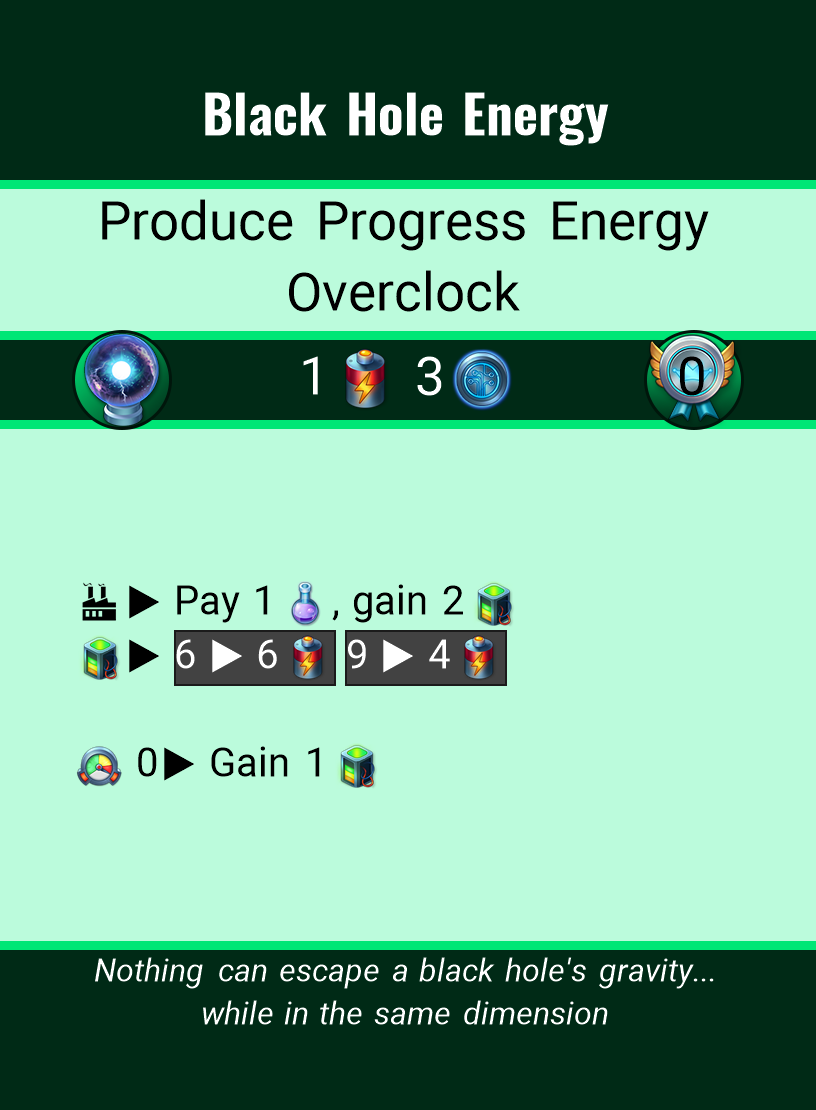 Black Hole Energy
Produce Progress Energy
Overclock
1 3 0
Pay 1 , gain 2
6 ▶ 6 9 ▶ 4
0 ▶ Gain 1
Nothing can escape a black hole's gravity...
while in the same dimension